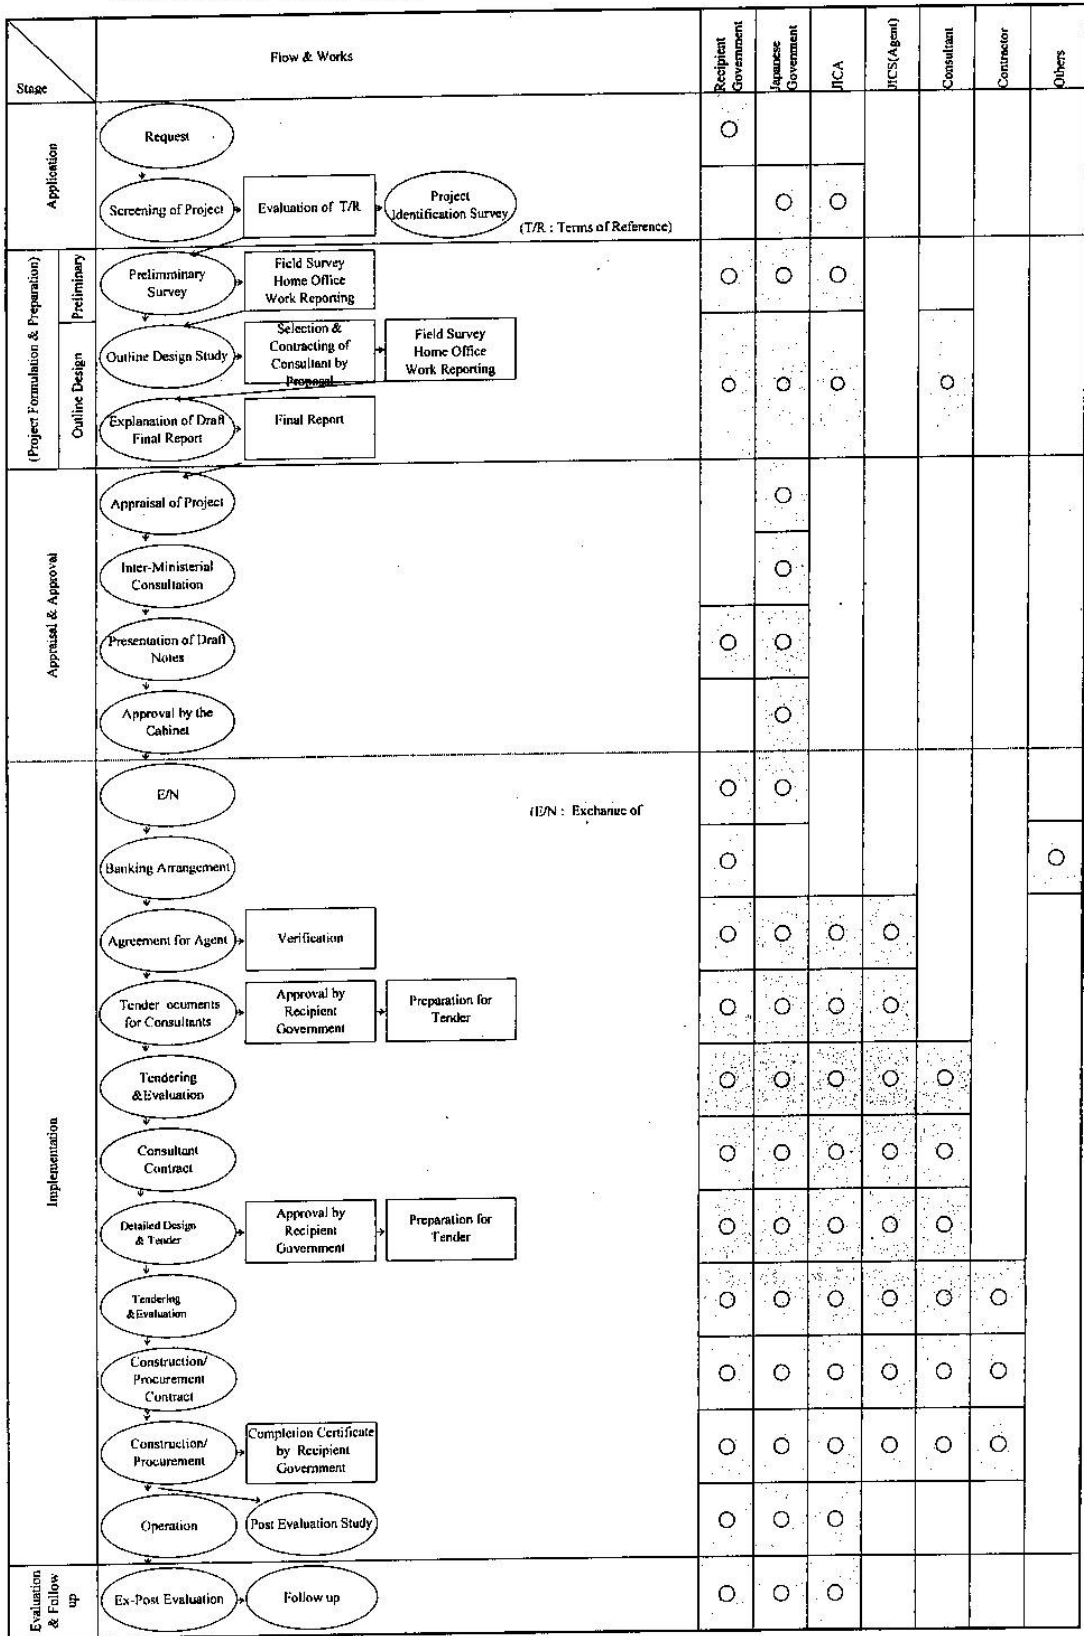 Stage
Flow & Works
Recipient
Government
Japanese
Goverment
JICA
JICS(Agent)
Consultant
Contractor
Others
Application
Request
Screening of Project
Evaluation of T/R
Project
Identification Survey
(T/R : Terms of Reference)
(Project Formulation & Preparation)
Preliminary
Prelimminary
Survey
Field Survey
Home Office
Work Reporting
Outline Design
Outline Design Study
Selection &
Contracting of
Consultant by
Proposal
Field Survey
Home Office
Work Reporting
Explanation of Draft
Final Report
Final Report
Appraisal & Approval
Appraisal of Project
Inter-Ministerial
Consultation
Presentation of Draft
Notes
Approval by the
Cabinet
Implementation
E/N
(E/N : Exchange of
Banking Arrangement
Agreement for Agent
Verification
Tender ocuments
for Consultants
Approval by
Recipient
Government
Preparation for
Tender
Tendering
&Evaluation
Consultant
Contract
Detailed Design
& Tender
Approval by
Recipient
Government
Preparation for
Tender
Tendering
&Evaluation
Construction/
Procurement
Contract
Construction/
Procurement
Completion Certificate
by Recipient
Government
Operation
Post Evaluation Study
Evaluation
& Follow
up
Ex-Post Evaluation
Follow up